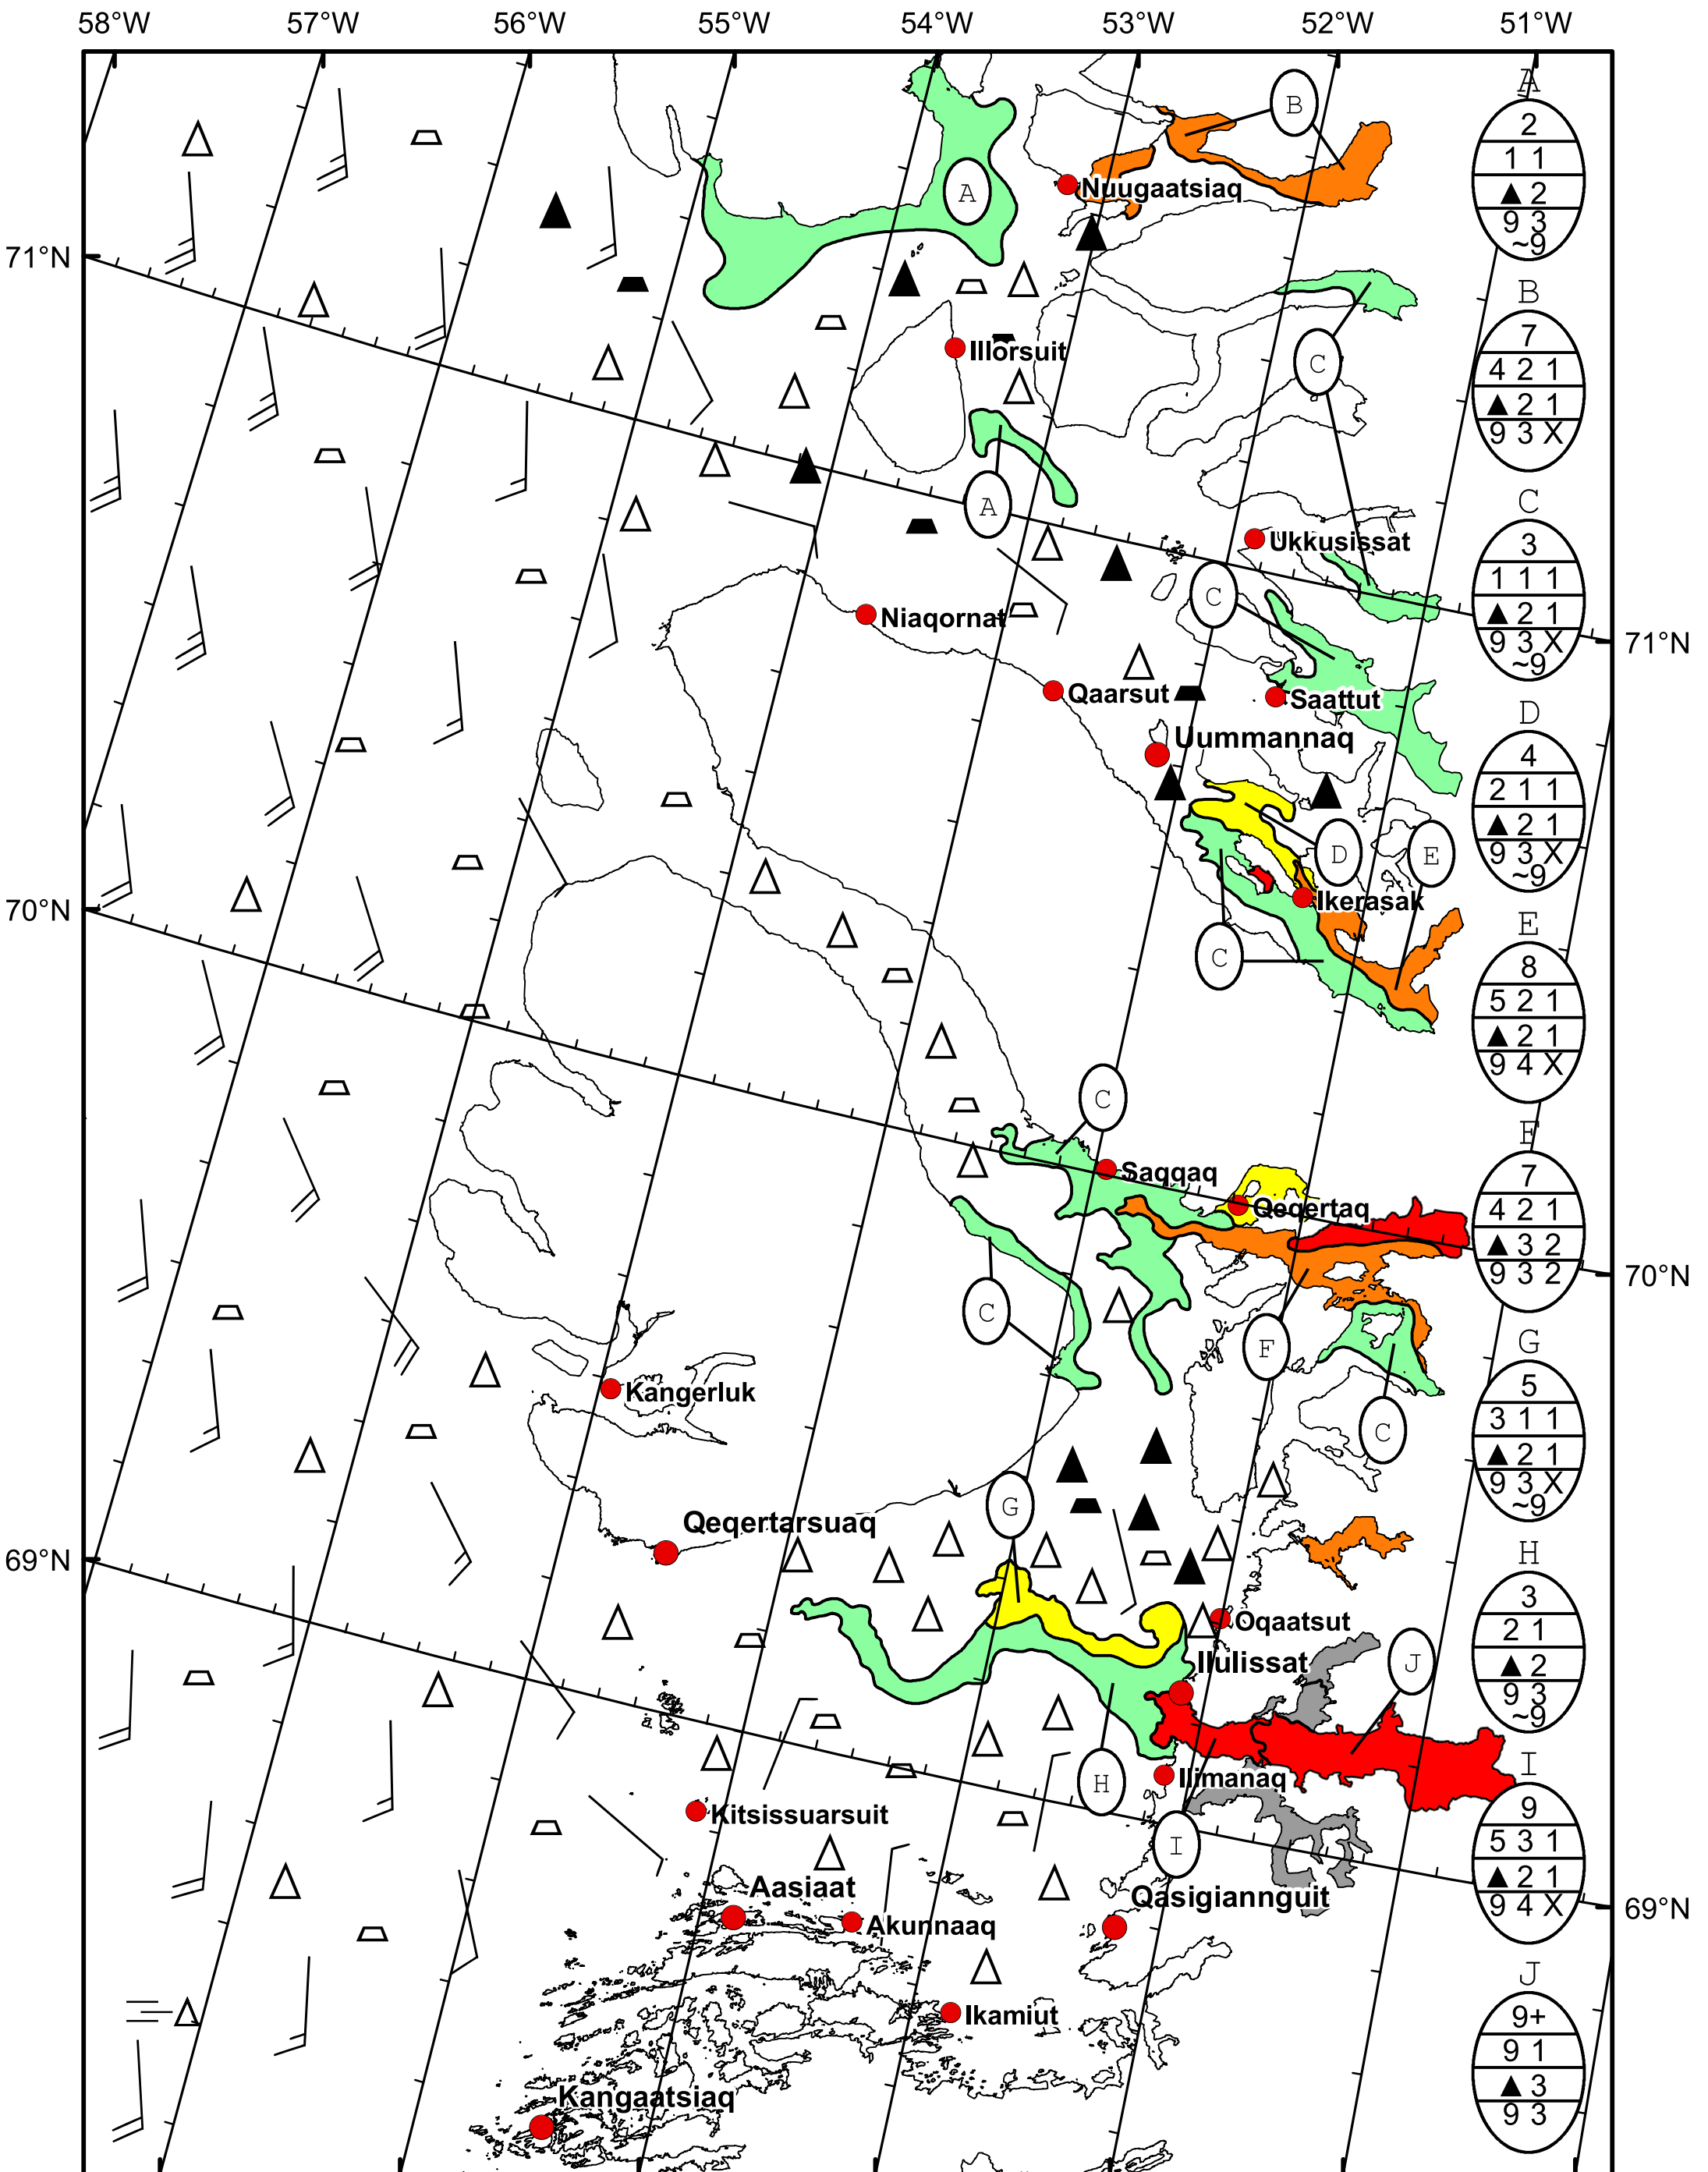 58°W 57°W 56°W 55°W 54°W 53°W 52°W 51°W
A
2
1 1
▲ 2
9 3
~9
B
A
Nuugaatsiaq
71°N
B
7
4 2 1
▲ 2 1
9 3 X
C
Illorsuit
A
C
3
1 1 1
▲ 2 1
9 3 X
~9
Ukkusissat
C
Niaqornat
71°N
Qaarsut
Saattut
D
4
2 1 1
▲ 2 1
9 3 X
~9
Uummannaq
D
E
Ikerasak
70°N
C
E
8
5 2 1
▲ 2 1
9 4 X
C
Saqqaq
F
7
4 2 1
▲ 3 2
9 3 2
Qeqertaq
70°N
C
F
G
5
3 1 1
▲ 2 1
9 3 X
~9
Kangerluk
C
G
Qeqertarsuaq
69°N
H
3
2 1
▲ 2
9 3
~9
Oqaatsut
Ilulissat
J
H
Ilimanaq
I
9
5 3 1
▲ 2 1
9 4 X
Kitsissuarsuit
I
Aasiaat
Qasigiannguit
69°N
Akunnaaq
J
9+
9 1
▲ 3
9 3
Ikamiut
Kangaatsiaq